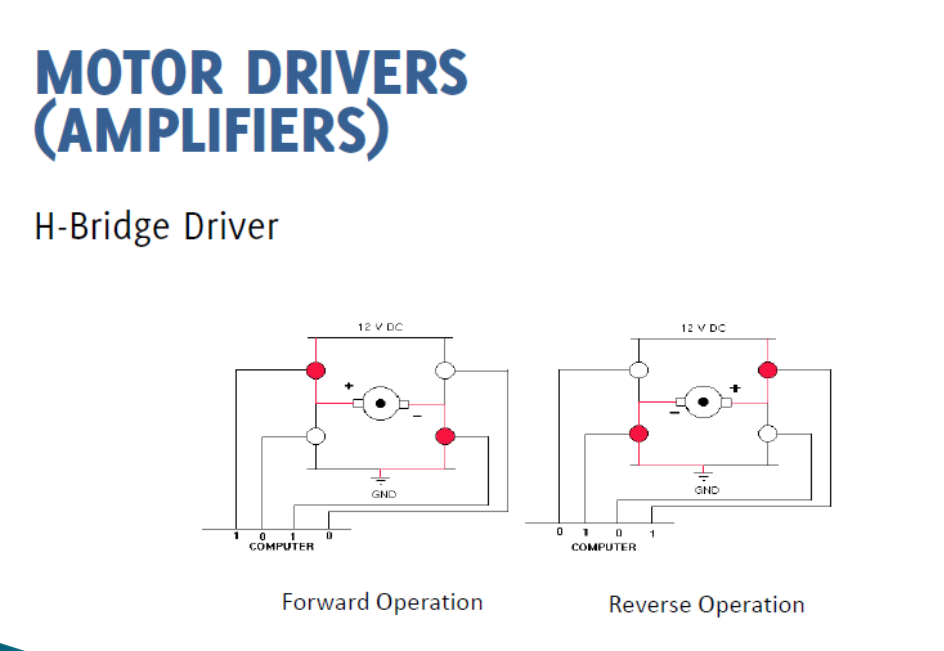 MOTOR DRIVERS
(AMPLIFIERS)
H-Bridge Driver
12 V DC
+
−
GND
1 0 1 0
COMPUTER
Forward Operation
12 V DC
+
−
GND
0 1 0 1
COMPUTER
Reverse Operation